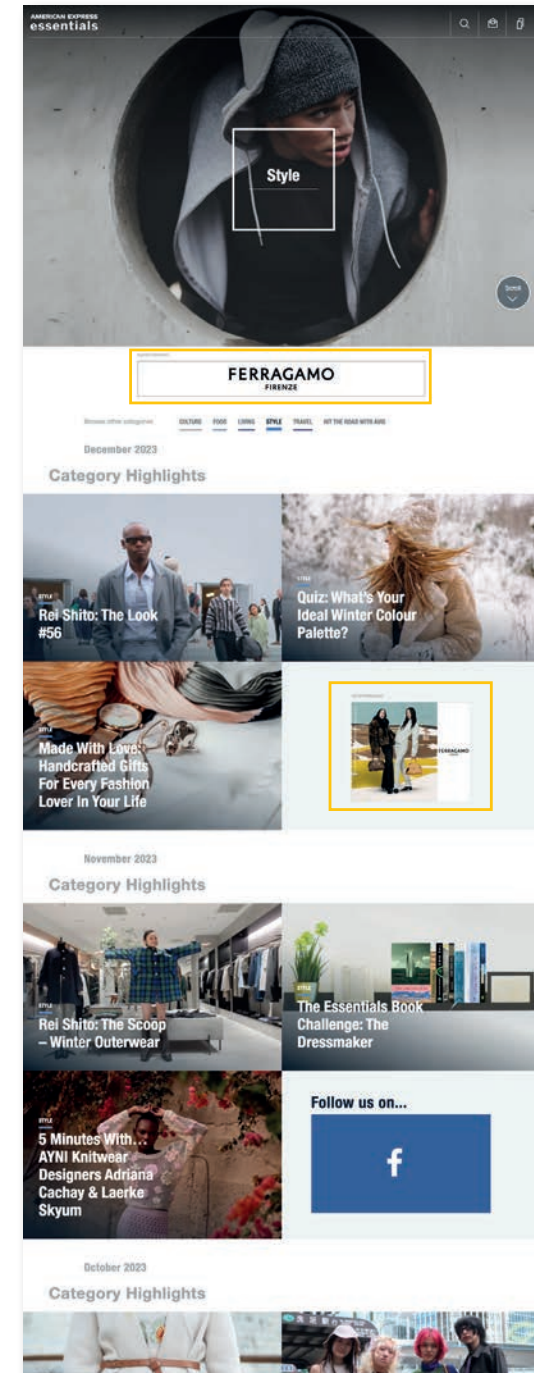 AMERICAN EXPRESS
essentials
Style
Scroll
ADVERTISEMENT
FERRAGAMO
FIRENZE
Browse other categories CULTURE FOOD LIVING STYLE TRAVEL HIT THE ROAD WITH AMEX
December 2023
Category Highlights
STYLE
Rei Shito: The Look
#56
STYLE
Quiz: What's Your
Ideal Winter Colour
Palette?
STYLE
Made With Love:
Handcrafted Gifts
For Every Fashion
Lover In Your Life
ADVERTISEMENT
FERRAGAMO
November 2023
Category Highlights
STYLE
Rei Shito: The Scoop
– Winter Outerwear
STYLE
The Essentials Book
Challenge: The
Dressmaker
STYLE
5 Minutes With…
AYNI Knitwear
Designers Adriana
Cachay & Laerke
Skyum
Follow us on...
f
October 2023
Category Highlights